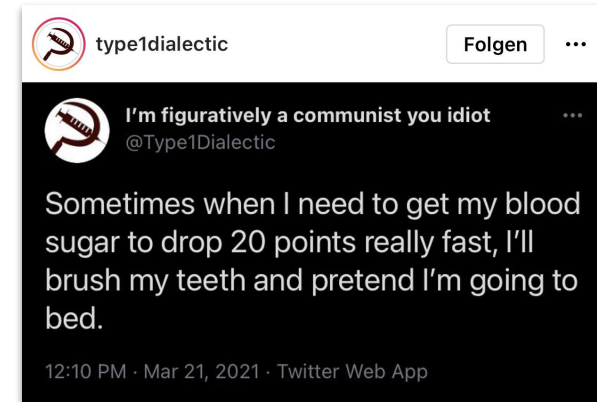 type1dialectic
Folgen
I’m figuratively a communist you idiot
@Type1Dialectic
Sometimes when I need to get my blood
sugar to drop 20 points really fast, I’ll
brush my teeth and pretend I’m going to
bed.
12:10 PM · Mar 21, 2021 · Twitter Web App